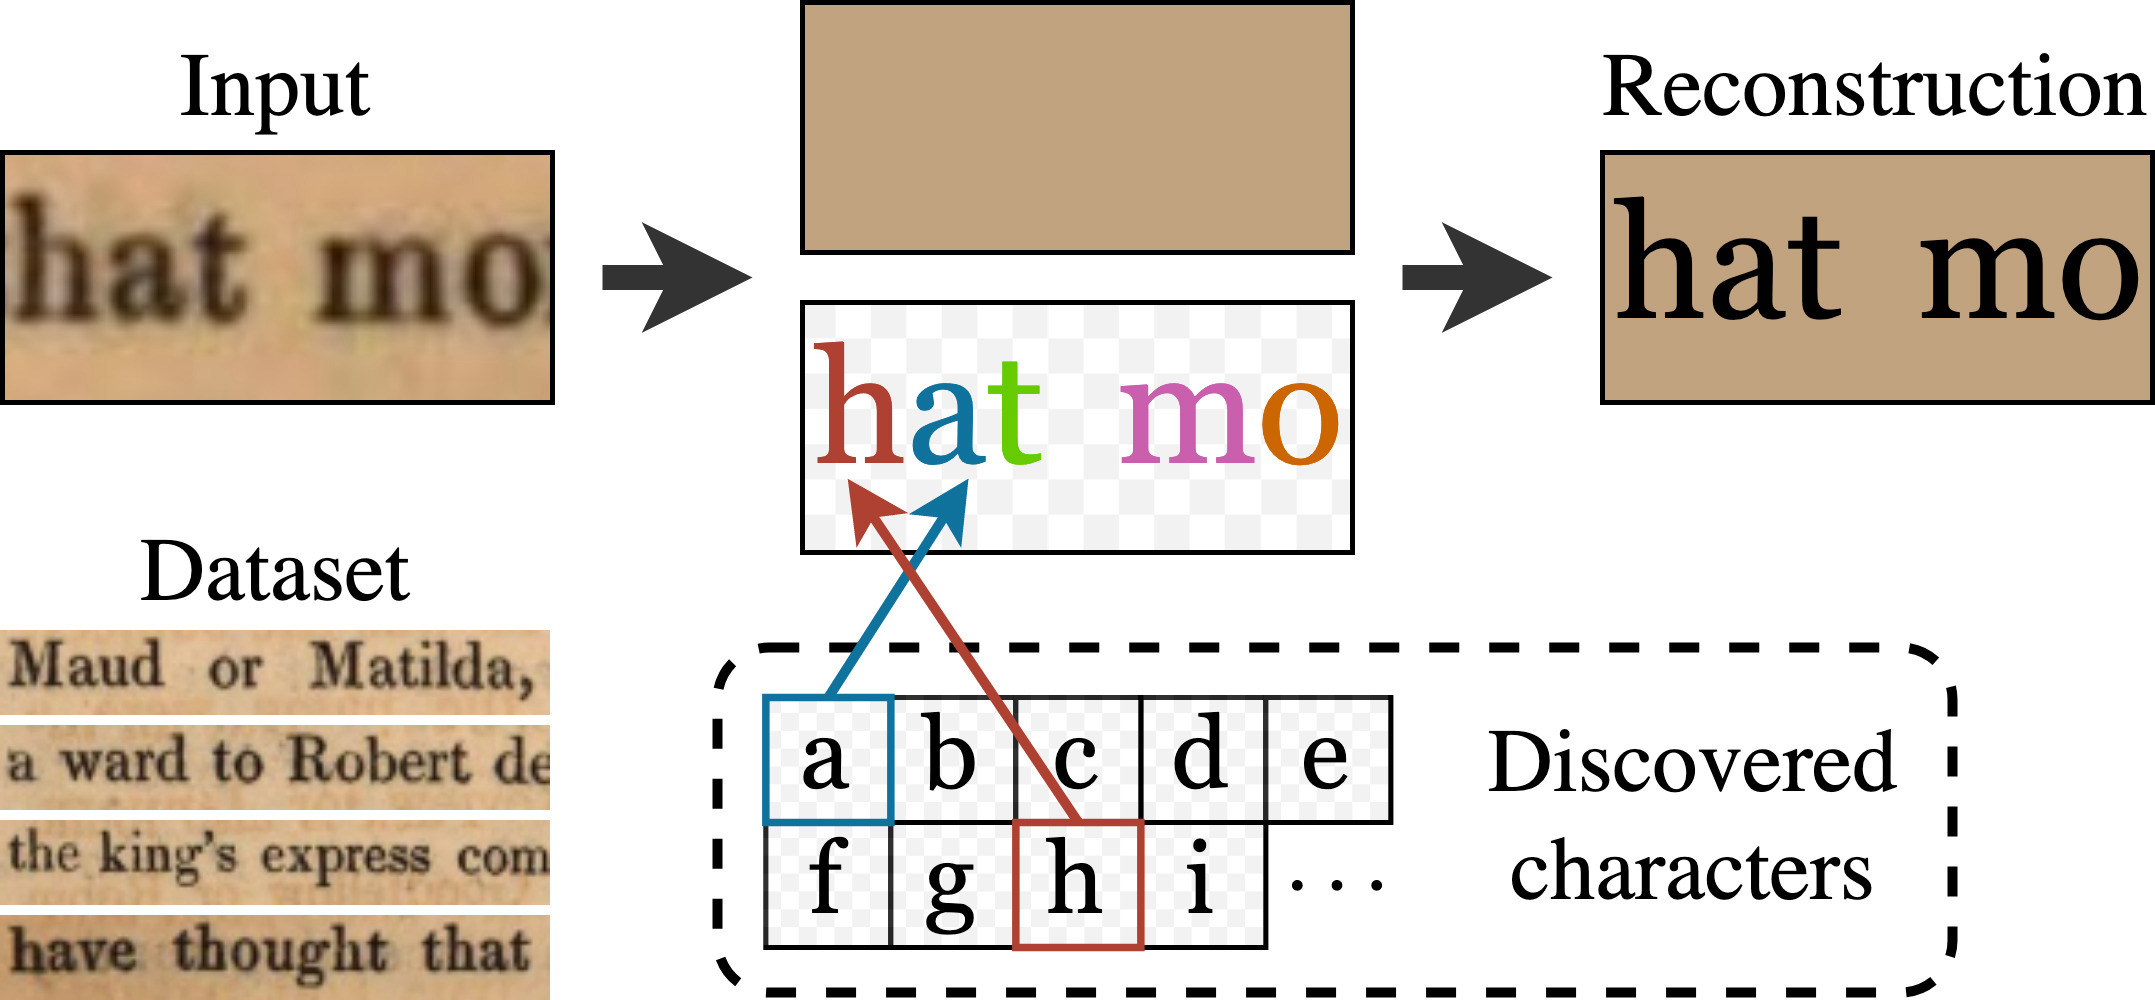 Input
hat mo
Dataset
Maud or Matilda,
a ward to Robert de
the king's express com
have thought that
hat mo
a b c d e
f g h i ...
Discovered
characters
Reconstruction
hat mo